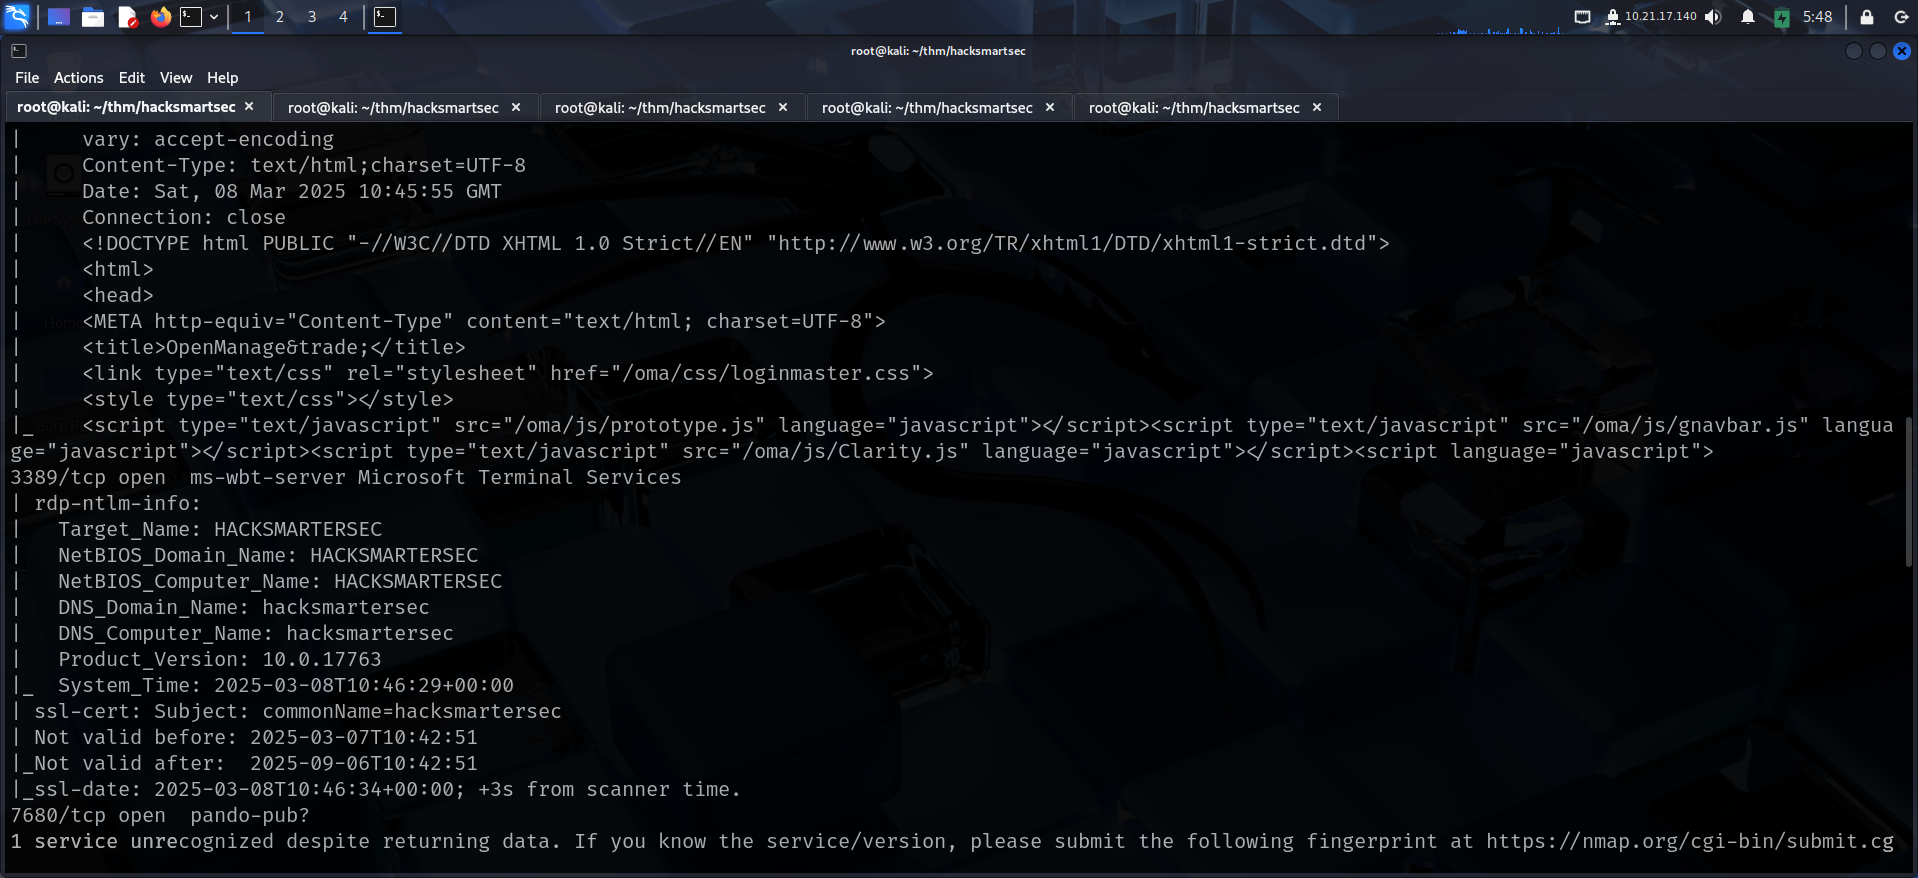 1 2 3 4 10.21.17.140 5:48
root@kali: ~/thm/hacksmartsec
File Actions Edit View Help
root@kali: ~/thm/hacksmartsec × root@kali: ~/thm/hacksmartsec × root@kali: ~/thm/hacksmartsec × root@kali: ~/thm/hacksmartsec × root@kali: ~/thm/hacksmartsec ×
|     vary: accept-encoding
|     Content-Type: text/html;charset=UTF-8
|     Date: Sat, 08 Mar 2025 10:45:55 GMT
|     Connection: close
|     <!DOCTYPE html PUBLIC "-//W3C//DTD XHTML 1.0 Strict//EN" "http://www.w3.org/TR/xhtml1/DTD/xhtml1-strict.dtd">
|     <html>
|     <head>
|     <META http-equiv="Content-Type" content="text/html; charset=UTF-8">
|     <title>OpenManage&trade;</title>
|     <link type="text/css" rel="stylesheet" href="/oma/css/loginmaster.css">
|     <style type="text/css"></style>
|_    <script type="text/javascript" src="/oma/js/prototype.js" language="javascript"></script><script type="text/javascript" src="/oma/js/gnavbar.js" langua
ge="javascript"></script><script type="text/javascript" src="/oma/js/Clarity.js" language="javascript"></script><script language="javascript">
3389/tcp open  ms-wbt-server Microsoft Terminal Services
| rdp-ntlm-info:
|   Target_Name: HACKSMARTERSEC
|   NetBIOS_Domain_Name: HACKSMARTERSEC
|   NetBIOS_Computer_Name: HACKSMARTERSEC
|   DNS_Domain_Name: hacksmartersec
|   DNS_Computer_Name: hacksmartersec
|   Product_Version: 10.0.17763
|_  System_Time: 2025-03-08T10:46:29+00:00
| ssl-cert: Subject: commonName=hacksmartersec
| Not valid before: 2025-03-07T10:42:51
|_Not valid after:  2025-09-06T10:42:51
|_ssl-date: 2025-03-08T10:46:34+00:00; +3s from scanner time.
7680/tcp open  pando-pub?
1 service unrecognized despite returning data. If you know the service/version, please submit the following fingerprint at https://nmap.org/cgi-bin/submit.cg